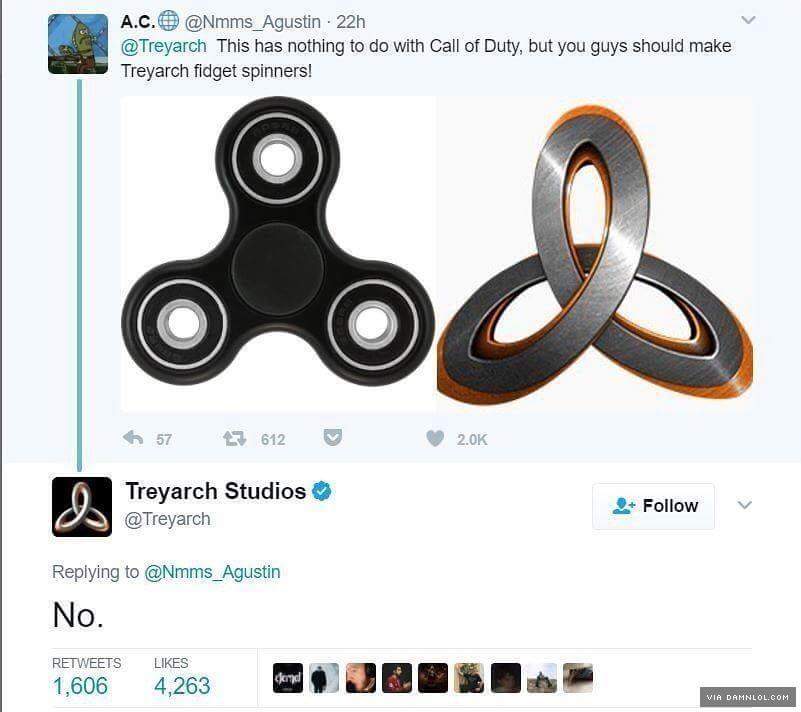 A.C. @Nmms_Agustin · 22h
@Treyarch This has nothing to do with Call of Duty, but you guys should make
Treyarch fidget spinners!
57 612 2.0K
Treyarch Studios
@Treyarch
Follow
Replying to @Nmms_Agustin
No.
RETWEETS LIKES
1,606 4,263
VIA DAMNLOL.COM